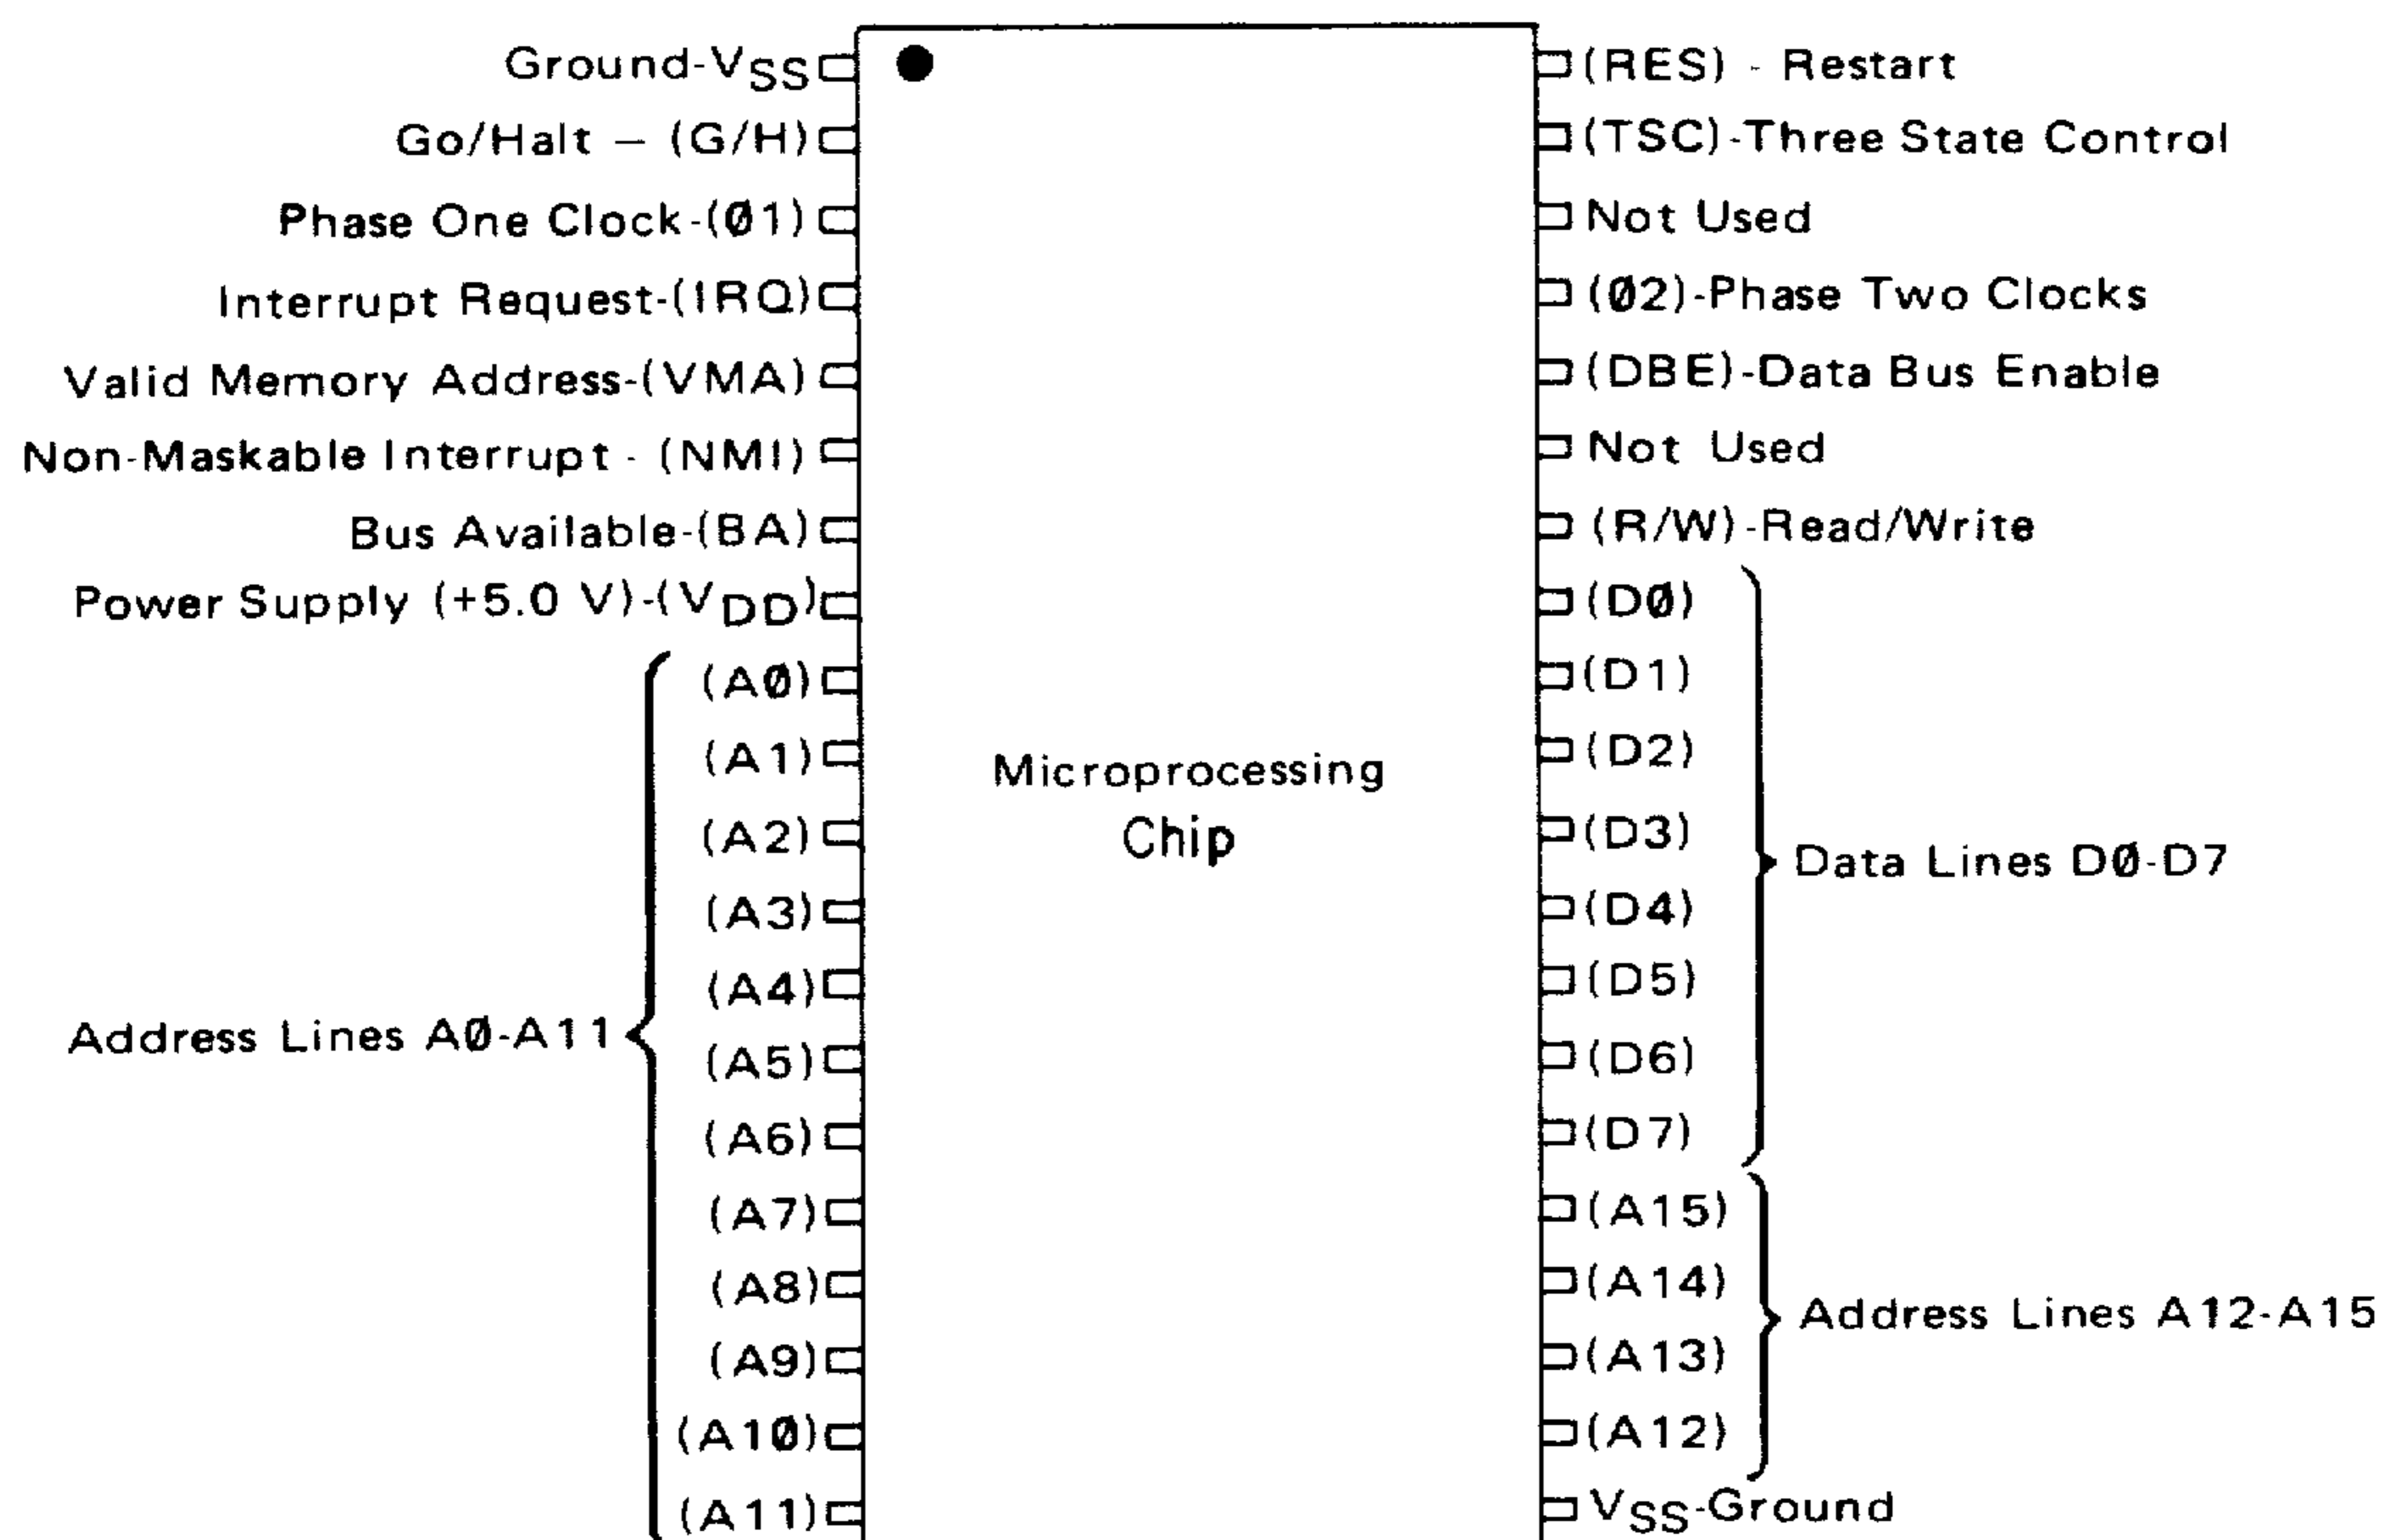 Ground-VSS
Go/Halt – (G/H)
Phase One Clock-(Ø1)
Interrupt Request-(IRQ)
Valid Memory Address-(VMA)
Non-Maskable Interrupt - (NMI)
Bus Available-(BA)
Power Supply (+5.0 V)-(VDD)
(AØ)
(A1)
(A2)
(A3)
(A4)
(A5)
(A6)
(A7)
(A8)
(A9)
(A1Ø)
(A11)
Address Lines AØ-A11
Microprocessing
Chip
(RES) - Restart
(TSC)-Three State Control
Not Used
(Ø2)-Phase Two Clocks
(DBE)-Data Bus Enable
Not Used
(R/W)-Read/Write
(DØ)
(D1)
(D2)
(D3)
(D4)
(D5)
(D6)
(D7)
Data Lines DØ-D7
(A15)
(A14)
(A13)
(A12)
Address Lines A12-A15
VSS-Ground